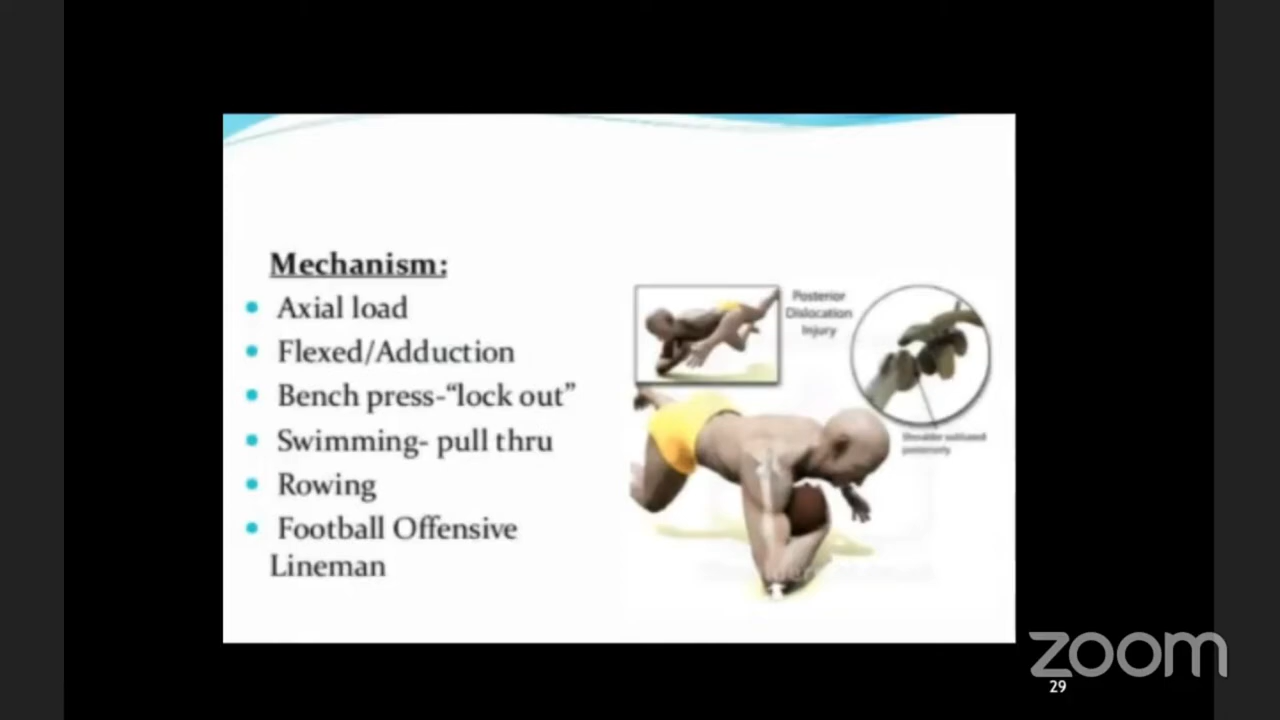 Mechanism:
Axial load
Flexed/Adduction
Bench press-“lock out”
Swimming- pull thru
Rowing
Football Offensive
Lineman
Posterior
Dislocation
Injury
Shoulder subluxed
posteriorly
zoom
29